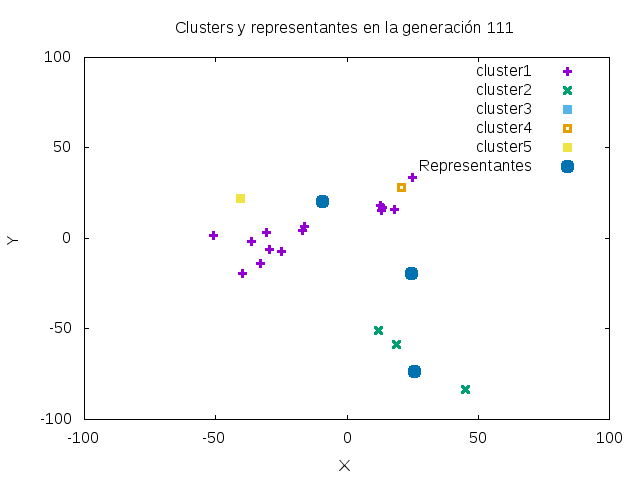 Clusters y representantes en la generación 111
100
50
0
-50
-100
-100 -50 0 50 100
X
Y
cluster1
cluster2
cluster3
cluster4
cluster5
Representantes